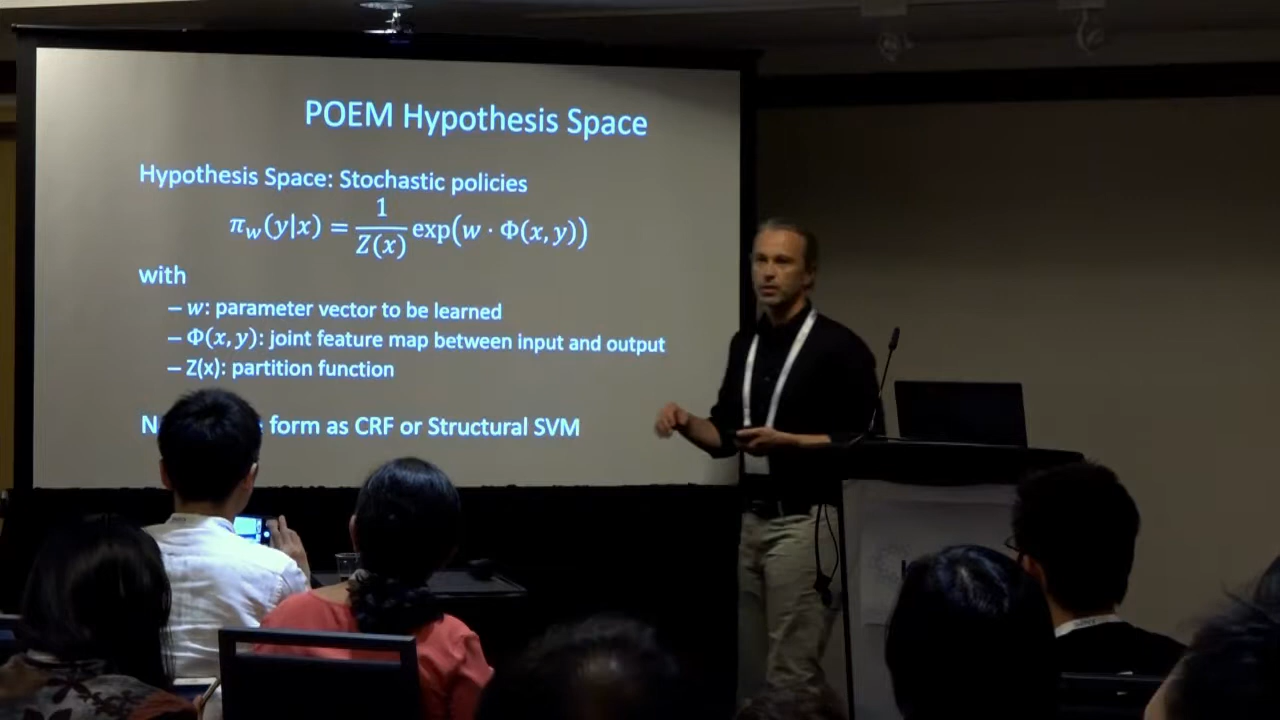 POEM Hypothesis Space
Hypothesis Space: Stochastic policies
π_w(y|x) = 1/Z(x) exp(w · Φ(x, y))
with
– w: parameter vector to be learned
– Φ(x, y): joint feature map between input and output
– Z(x): partition function
form as CRF or Structural SVM